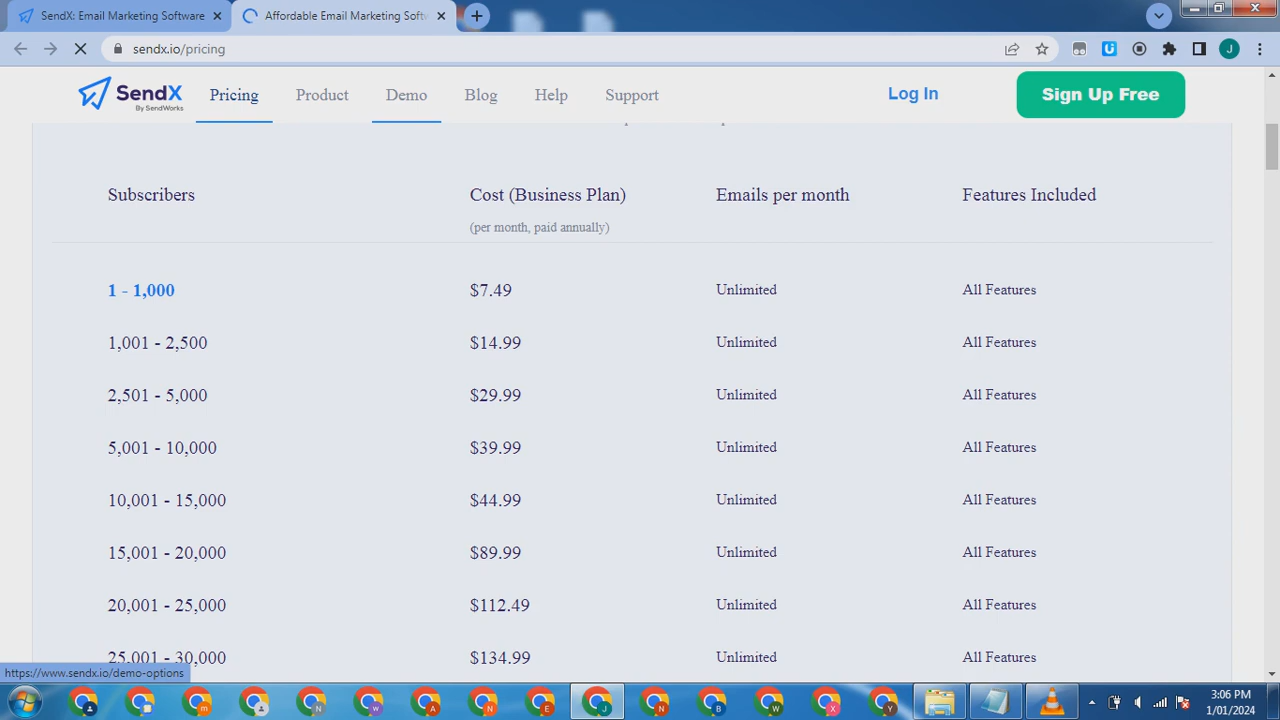 SendX: Email Marketing Software
Affordable Email Marketing Softw
sendx.io/pricing
J
SendX
By SendWorks
Pricing
Product
Demo
Blog
Help
Support
Log In
Sign Up Free
Subscribers
Cost (Business Plan)
Emails per month
Features Included
(per month, paid annually)
1 - 1,000
$7.49
Unlimited
All Features
1,001 - 2,500
$14.99
Unlimited
All Features
2,501 - 5,000
$29.99
Unlimited
All Features
5,001 - 10,000
$39.99
Unlimited
All Features
10,001 - 15,000
$44.99
Unlimited
All Features
15,001 - 20,000
$89.99
Unlimited
All Features
20,001 - 25,000
$112.49
Unlimited
All Features
25,001 - 30,000
$134.99
Unlimited
All Features
https://www.sendx.io/demo-options
3:06 PM
1/01/2024